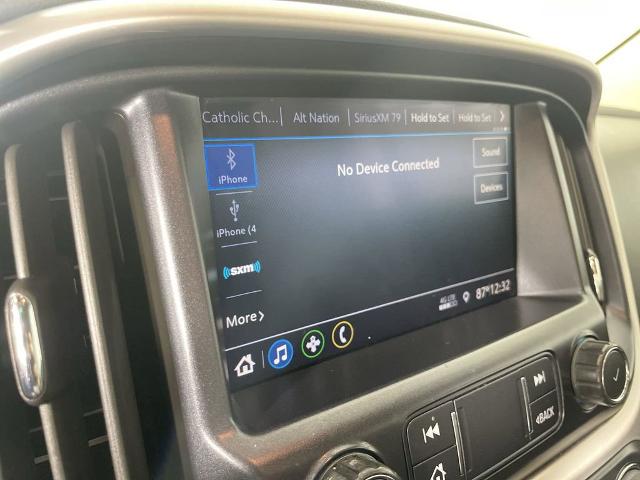 Catholic Ch... Alt Nation SiriusXM 79 Hold to Set Hold to Set
iPhone
No Device Connected
Sound
Devices
iPhone (4
sxm
More
4G LTE
87° 12:32
BACK